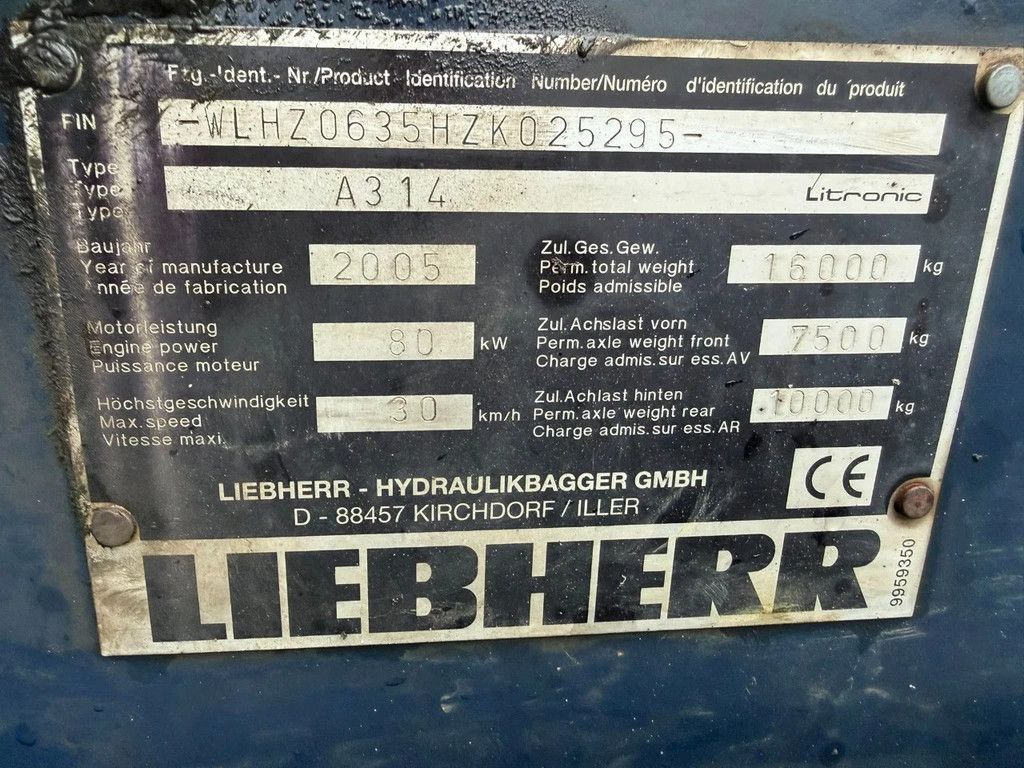 Fzg.-Ident.- Nr./Product Identification Number/Numéro d'identification du produit
FIN -WLHZ0635HZK025295-
Type
Type A314 Litronic
Type
Baujahr
Year of manufacture 2005
Année de fabrication
Zul.Ges.Gew.
Perm.total weight 16000 kg
Poids admissible
Motorleistung
Engine power 80 kW
Puissance moteur
Zul.Achslast vorn
Perm.axle weight front 7500 kg
Charge admis.sur ess.AV
Höchstgeschwindigkeit
Max.speed 30 km/h
Vitesse maxi.
Zul.Achlast hinten
Perm.axle weight rear 10000 kg
Charge admis.sur ess.AR
CE
LIEBHERR - HYDRAULIKBAGGER GMBH
D - 88457 KIRCHDORF / ILLER
LIEBHERR
9959350